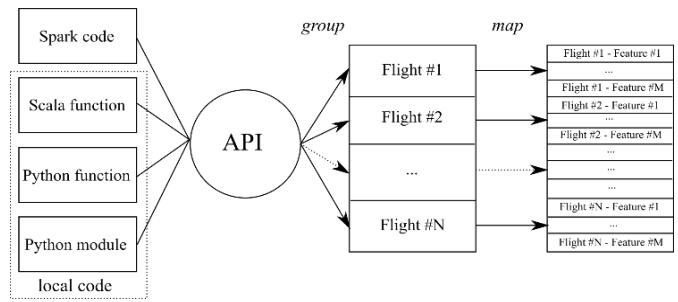 group
map
Spark code
Scala function
Python function
Python module
local code
API
Flight #1
Flight #2
...
Flight #N
Flight #1 - Feature #1
...
Flight #1 - Feature #M
Flight #2 - Feature #1
...
Flight #2 - Feature #M
...
...
...
Flight #N - Feature #1
...
Flight #N - Feature #M